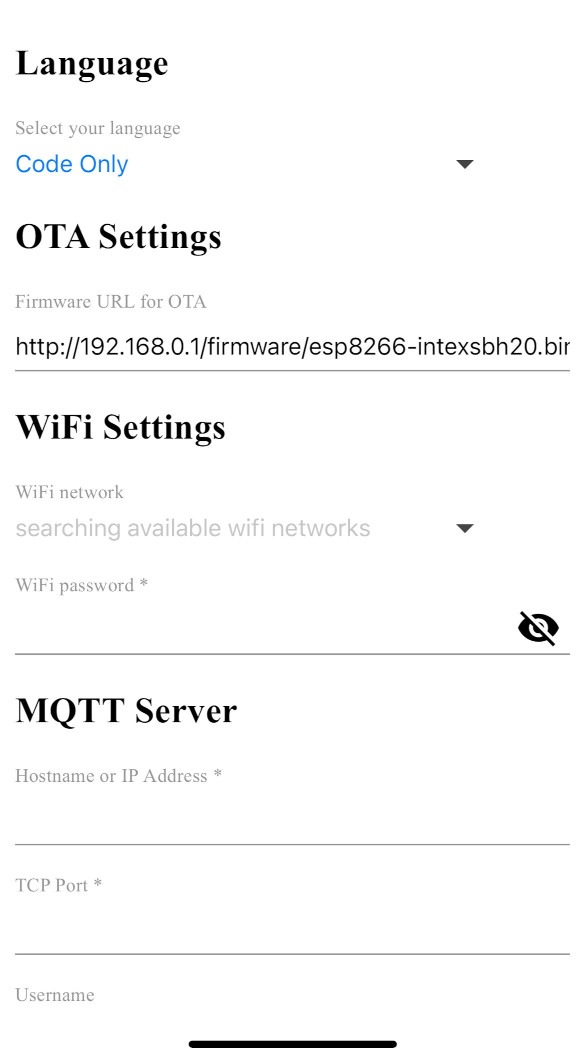 Language
Select your language
Code Only
OTA Settings
Firmware URL for OTA
http://192.168.0.1/firmware/esp8266-intexsbh20.bin
WiFi Settings
WiFi network
searching available wifi networks
WiFi password *
MQTT Server
Hostname or IP Address *
TCP Port *
Username